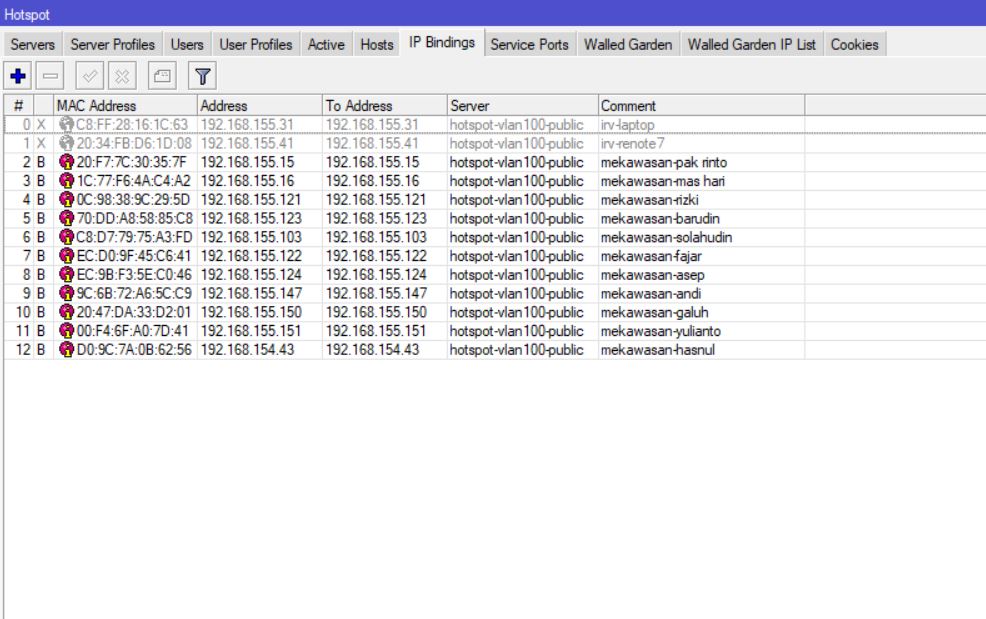 Hotspot
Servers Server Profiles Users User Profiles Active Hosts IP Bindings Service Ports Walled Garden Walled Garden IP List Cookies
# MAC Address Address To Address Server Comment
0 X C8:FF:28:16:1C:63 192.168.155.31 192.168.155.31 hotspot-vlan100-public irv-laptop
1 X 20:34:FB:D6:1D:08 192.168.155.41 192.168.155.41 hotspot-vlan100-public irv-renote7
2 B 20:F7:7C:30:35:7F 192.168.155.15 192.168.155.15 hotspot-vlan100-public mekawasan-pak rinto
3 B 1C:77:F6:4A:C4:A2 192.168.155.16 192.168.155.16 hotspot-vlan100-public mekawasan-mas hari
4 B 0C:98:38:9C:29:5D 192.168.155.121 192.168.155.121 hotspot-vlan100-public mekawasan-rizki
5 B 70:DD:A8:58:85:C8 192.168.155.123 192.168.155.123 hotspot-vlan100-public mekawasan-barudin
6 B C8:D7:79:75:A3:FD 192.168.155.103 192.168.155.103 hotspot-vlan100-public mekawasan-solahudin
7 B EC:D0:9F:45:C6:41 192.168.155.122 192.168.155.122 hotspot-vlan100-public mekawasan-fajar
8 B EC:9B:F3:5E:C0:46 192.168.155.124 192.168.155.124 hotspot-vlan100-public mekawasan-asep
9 B 9C:6B:72:A6:5C:C9 192.168.155.147 192.168.155.147 hotspot-vlan100-public mekawasan-andi
10 B 20:47:DA:33:D2:01 192.168.155.150 192.168.155.150 hotspot-vlan100-public mekawasan-galuh
11 B 00:F4:6F:A0:7D:41 192.168.155.151 192.168.155.151 hotspot-vlan100-public mekawasan-yulianto
12 B D0:9C:7A:0B:62:56 192.168.154.43 192.168.154.43 hotspot-vlan100-public mekawasan-hasnul